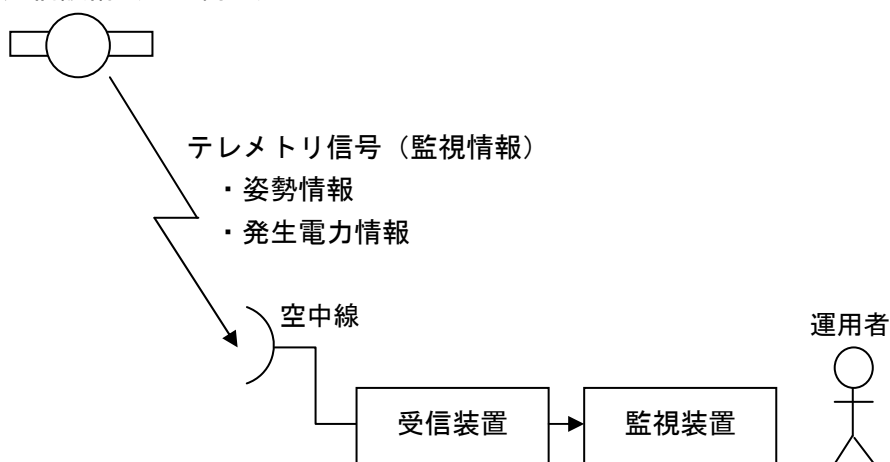 テレメトリ信号（監視情報）
・姿勢情報
・発生電力情報
空中線
運用者
受信装置
監視装置